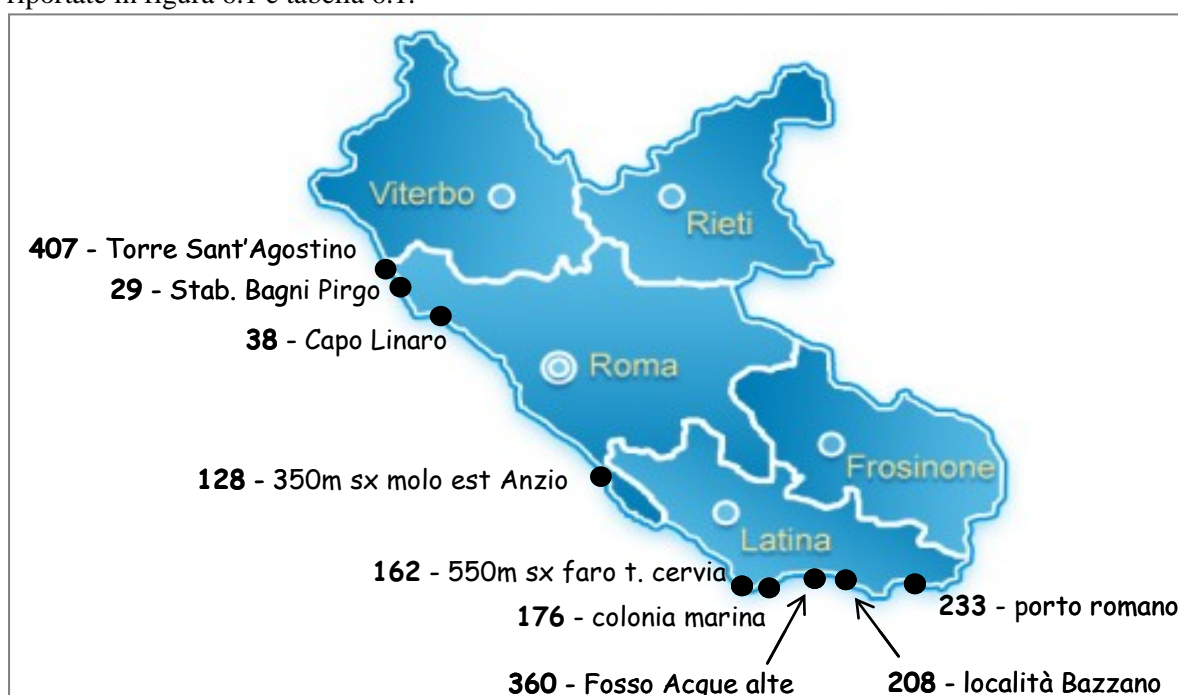 riportate in figura 6.1 e tabella 6.1.
Viterbo
Rieti
407 - Torre Sant'Agostino
29 - Stab. Bagni Pirgo
38 - Capo Linaro
Roma
Frosinone
128 - 350m sx molo est Anzio
Latina
162 - 550m sx faro t. cervia
176 - colonia marina
233 - porto romano
360 - Fosso Acque alte
208 - località Bazzano